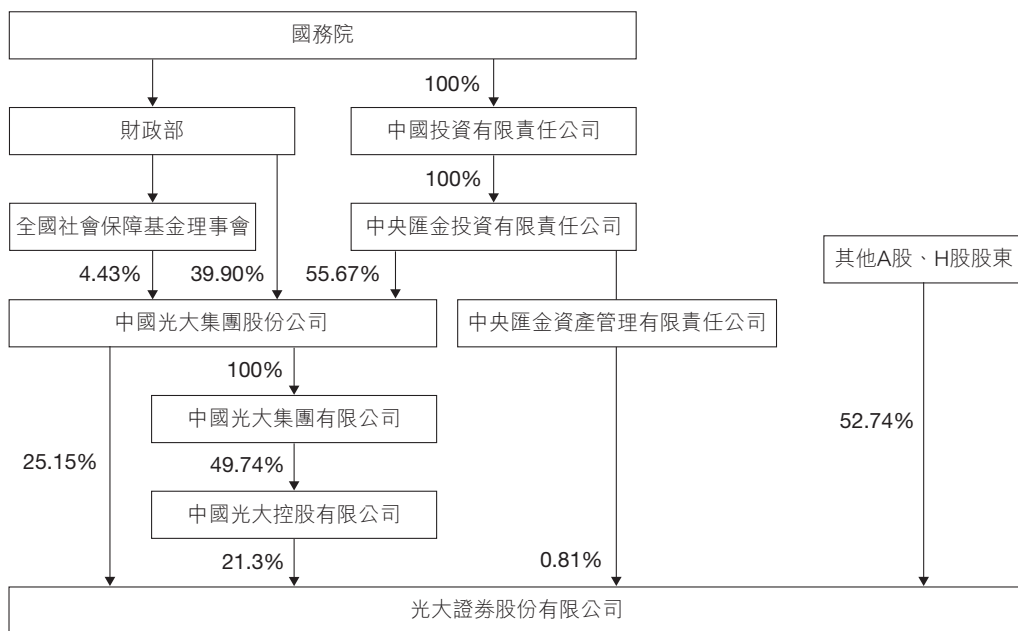 國務院
100%
財政部
中國投資有限責任公司
100%
全國社會保障基金理事會
中央匯金投資有限責任公司
其他A股、H股股東
4.43%
39.90%
55.67%
中國光大集團股份公司
中央匯金資產管理有限責任公司
100%
中國光大集團有限公司
52.74%
25.15%
49.74%
中國光大控股有限公司
21.3%
0.81%
光大證券股份有限公司